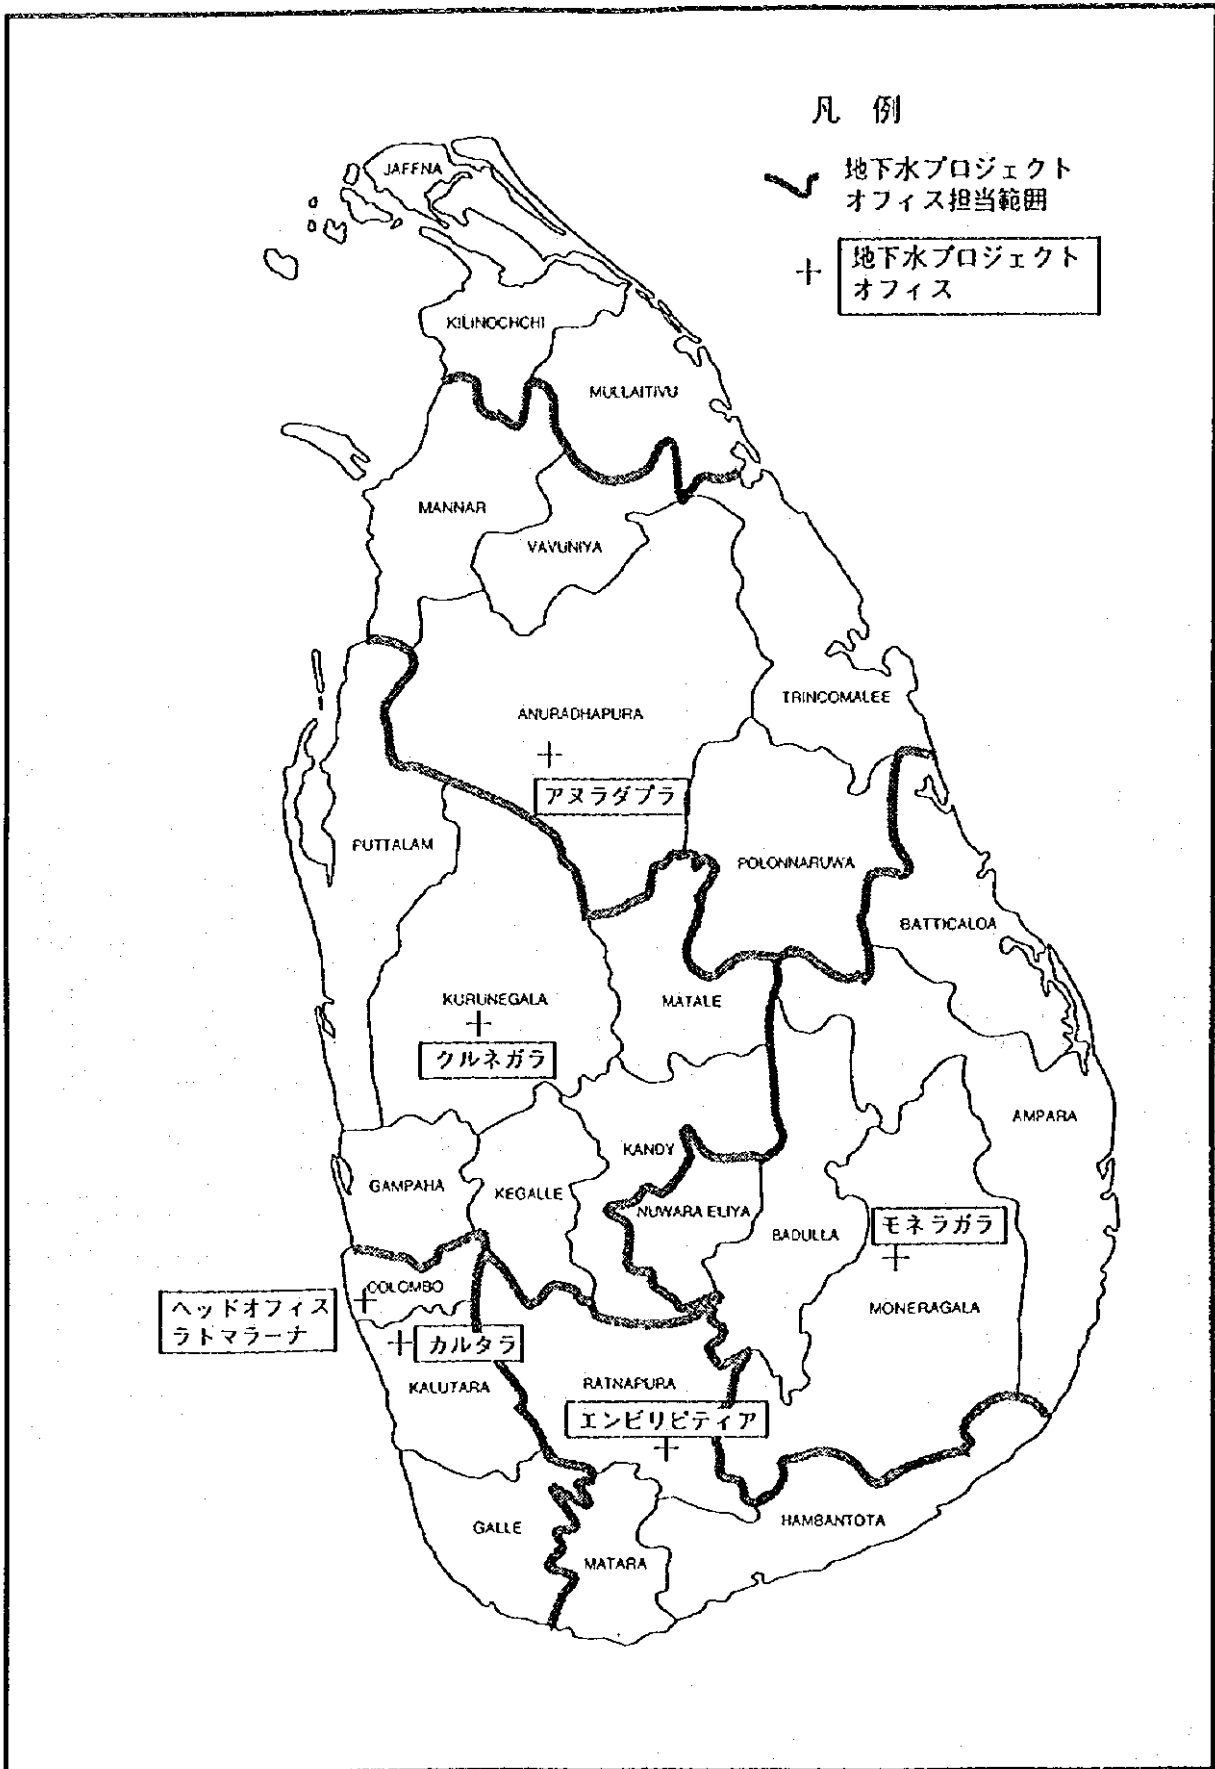 凡 例
地下水プロジェクト
オフィス担当範囲
地下水プロジェクト
オフィス
JAFFNA
KILINOCHCHI
MULLAITIVU
MANNAR
VAVUNIYA
TRINCOMALEE
ANURADHAPURA
アヌラダプラ
PUTTALAM
POLONNARUWA
BATTICALOA
KURUNEGALA
MATALE
クルネガラ
AMPARA
KANDY
GAMPAHA
KEGALLE
NUWARA ELIYA
BADULLA
モネラガラ
COLOMBO
ヘッドオフィス
ラトマラーナ
MONERAGALA
カルタラ
KALUTARA
RATNAPURA
エンビリピティア
HAMBANTOTA
GALLE
MATARA